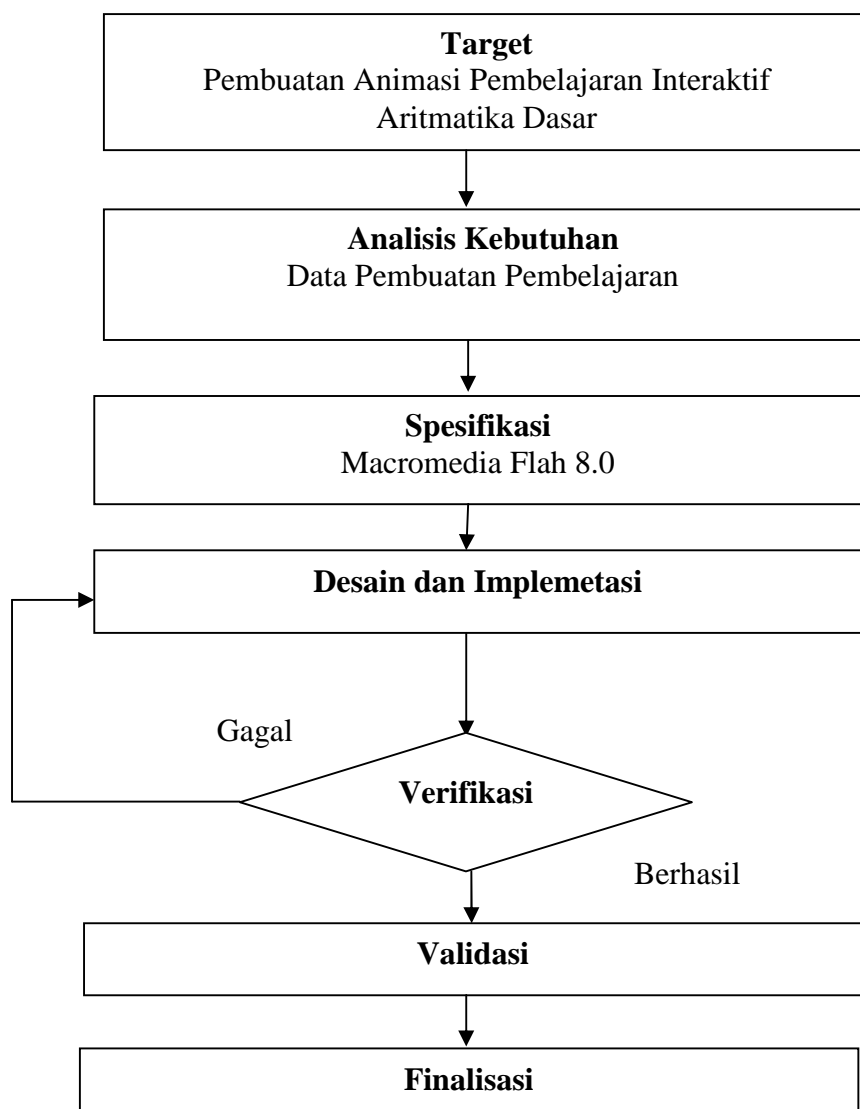 Target
Pembuatan Animasi Pembelajaran Interaktif
Aritmatika Dasar
Analisis Kebutuhan
Data Pembuatan Pembelajaran
Spesifikasi
Macromedia Flah 8.0
Desain dan Implemetasi
Gagal
Verifikasi
Berhasil
Validasi
Finalisasi